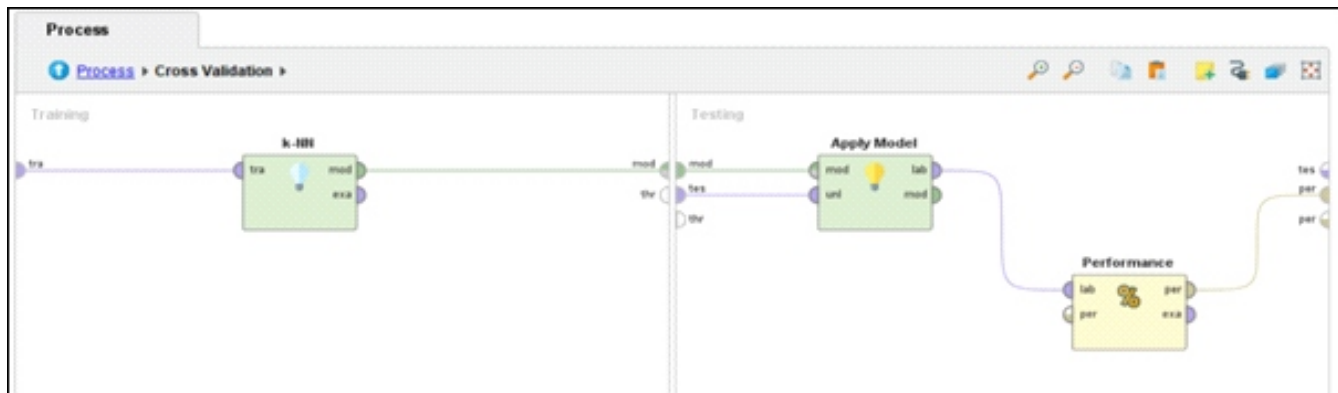 Process
Process ▸ Cross Validation ▸
Training
Testing
k-NN
Apply Model
tra
tra
mod
mod
mod
mod
lab
tes
exa
thr
tes
unl
mod
per
thr
per
Performance
lab
per
per
exa